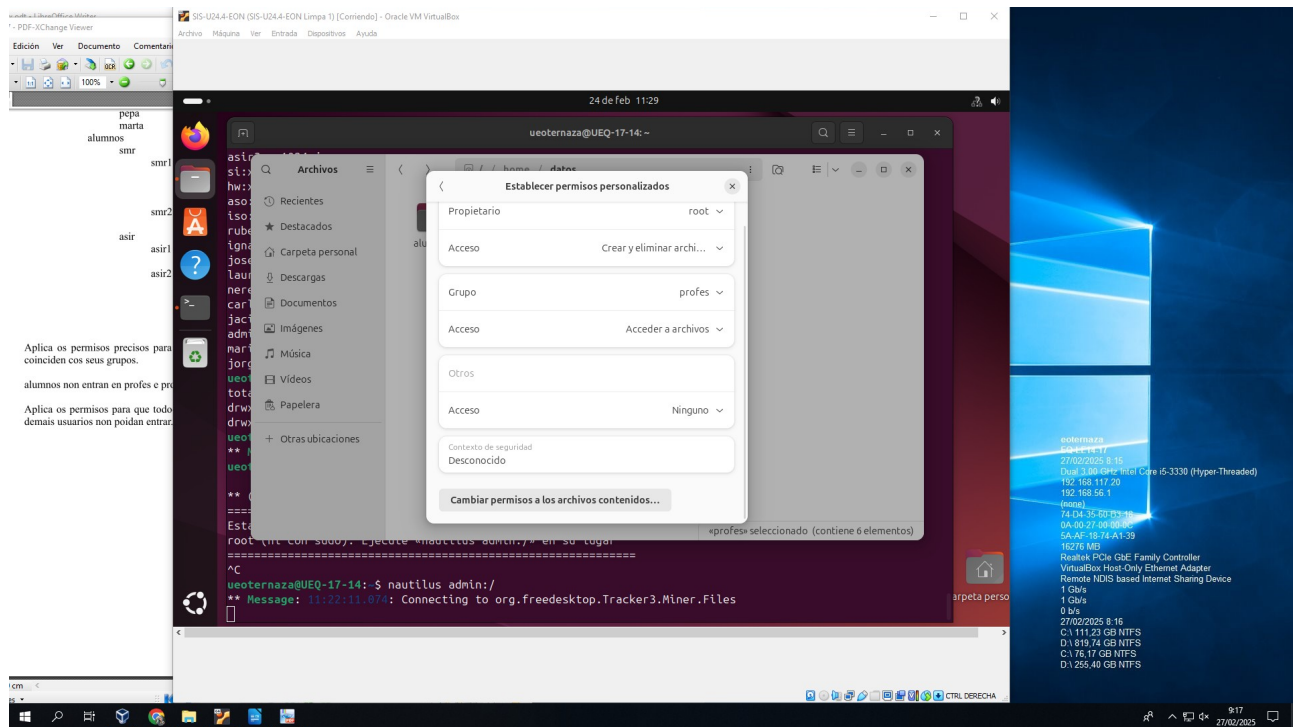 SIS-U24.4-EON (SIS-U24.4-EON Limpa 1) [Corriendo] - Oracle VM VirtualBox
- PDF-XChange Viewer
Archivo Máquina Ver Entrada Dispositivos Ayuda
Edición Ver Documento Comentari
OCR
100%
24 de feb 11:29
pepa
marta
alumnos
smr
smr1
smr2
asir
asir1
asir2
Aplica os permisos precisos para
coinciden cos seus grupos.
alumnos non entran en profes e pro
Aplica os permisos para que todo
demais usuarios non poidan entrar.
ueoternaza@UEQ-17-14: ~
si:x
hw:x
aso:
iso:
rube
igna
jose
laur
nere
carl
jaci
admi
mari
jorg
ueot
tota
drwx
drwx
ueot
** M
ueot
** (
====
Esta
Archivos
/ home / datos
Recientes
Destacados
Carpeta personal
Descargas
Documentos
Imágenes
Música
Vídeos
Papelera
+ Otras ubicaciones
alu
Establecer permisos personalizados
Propietario root
Acceso Crear y eliminar archi...
Grupo profes
Acceso Acceder a archivos
Otros
Acceso Ninguno
Contexto de seguridad
Desconocido
Cambiar permisos a los archivos contenidos...
«profes» seleccionado (contiene 6 elementos)
^C
ueoternaza@UEQ-17-14:~$ nautilus admin:/
** Message: 11:22:11.074: Connecting to org.freedesktop.Tracker3.Miner.Files
arpeta perso
CTRL DERECHA
eoternaza
EQ-LE14-17
27/02/2025 8:15
Dual 3.00 GHz Intel Core i5-3330 (Hyper-Threaded)
192.168.117.20
192.168.56.1
(none)
0A-00-27-00-00-0C
5A-AF-18-74-A1-39
16276 MB
Realtek PCIe GbE Family Controller
VirtualBox Host-Only Ethernet Adapter
Remote NDIS based Internet Sharing Device
1 Gb/s
1 Gb/s
0 b/s
27/02/2025 8:16
C:\ 111,23 GB NTFS
D:\ 819,74 GB NTFS
C:\ 76,17 GB NTFS
D:\ 255,40 GB NTFS
cm
9:17
27/02/2025